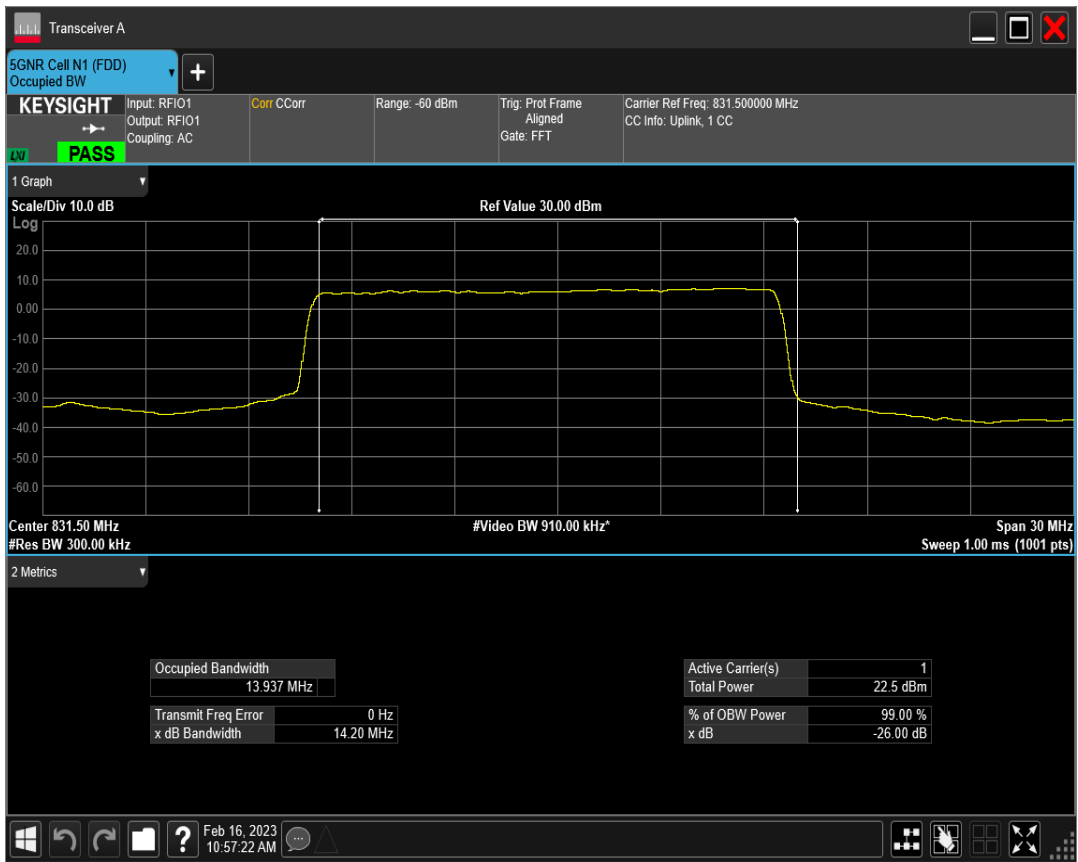 Transceiver A
5GNR Cell N1 (FDD)
Occupied BW
KEYSIGHT
LXI
PASS
Input: RFIO1
Output: RFIO1
Coupling: AC
Corr CCorr
Range: -60 dBm
Trig: Prot Frame
Aligned
Gate: FFT
Carrier Ref Freq: 831.500000 MHz
CC Info: Uplink, 1 CC
1 Graph
Scale/Div 10.0 dB
Ref Value 30.00 dBm
Log
20.0
10.0
0.00
-10.0
-20.0
-30.0
-40.0
-50.0
-60.0
Center 831.50 MHz
#Video BW 910.00 kHz*
Span 30 MHz
#Res BW 300.00 kHz
Sweep 1.00 ms (1001 pts)
2 Metrics
Occupied Bandwidth
13.937 MHz
Transmit Freq Error 0 Hz
x dB Bandwidth 14.20 MHz
Active Carrier(s) 1
Total Power 22.5 dBm
% of OBW Power 99.00 %
x dB -26.00 dB
?
Feb 16, 2023
10:57:22 AM